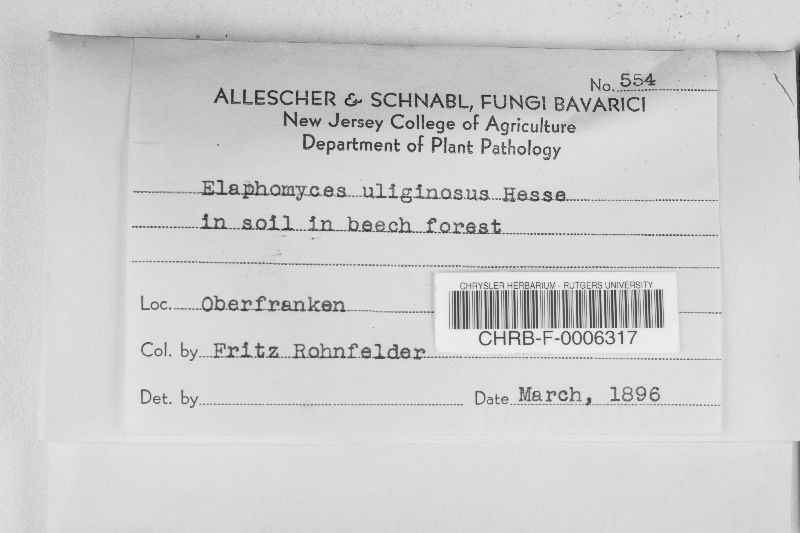 No. 554
ALLESCHER & SCHNABL, FUNGI BAVARICI
New Jersey College of Agriculture
Department of Plant Pathology
Elaphomyces uliginosus Hesse
in soil in beech forest
Loc. Oberfranken
CHRYSLER HERBARIUM - RUTGERS UNIVERSITY
CHRB-F-0006317
Col. by Fritz Rohnfelder
Det. by
Date March, 1896